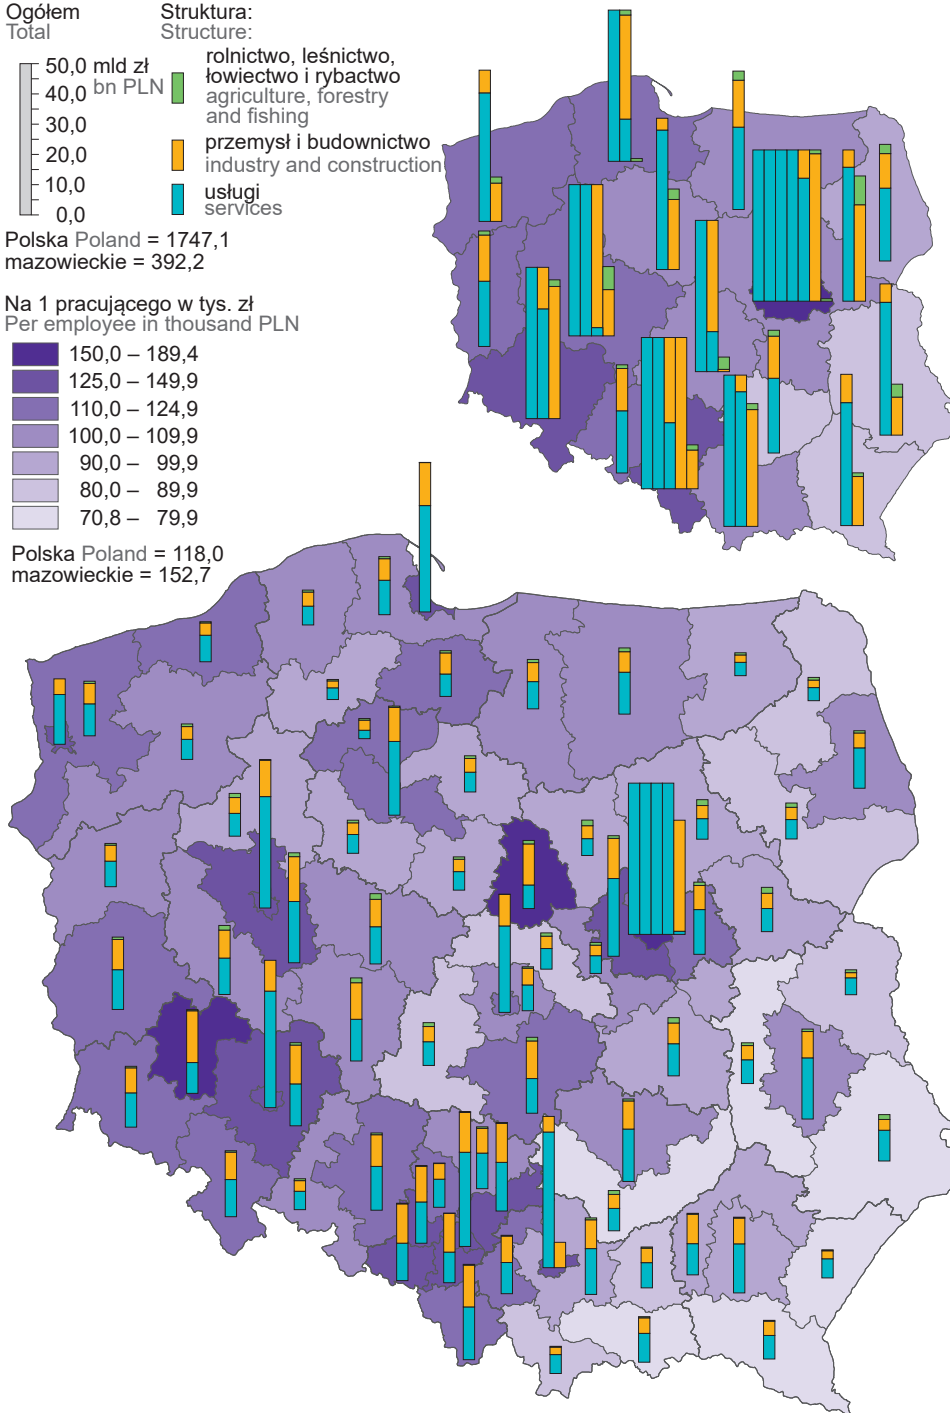 Ogółem
Total
50,0 mld zł
bn PLN
40,0
30,0
20,0
10,0
0,0
Struktura:
Structure:
rolnictwo, leśnictwo,
łowiectwo i rybactwo
agriculture, forestry
and fishing
przemysł i budownictwo
industry and construction
usługi
services
Polska Poland = 1747,1
mazowieckie = 392,2
Na 1 pracującego w tys. zł
Per employee in thousand PLN
150,0 – 189,4
125,0 – 149,9
110,0 – 124,9
100,0 – 109,9
90,0 – 99,9
80,0 – 89,9
70,8 – 79,9
Polska Poland = 118,0
mazowieckie = 152,7